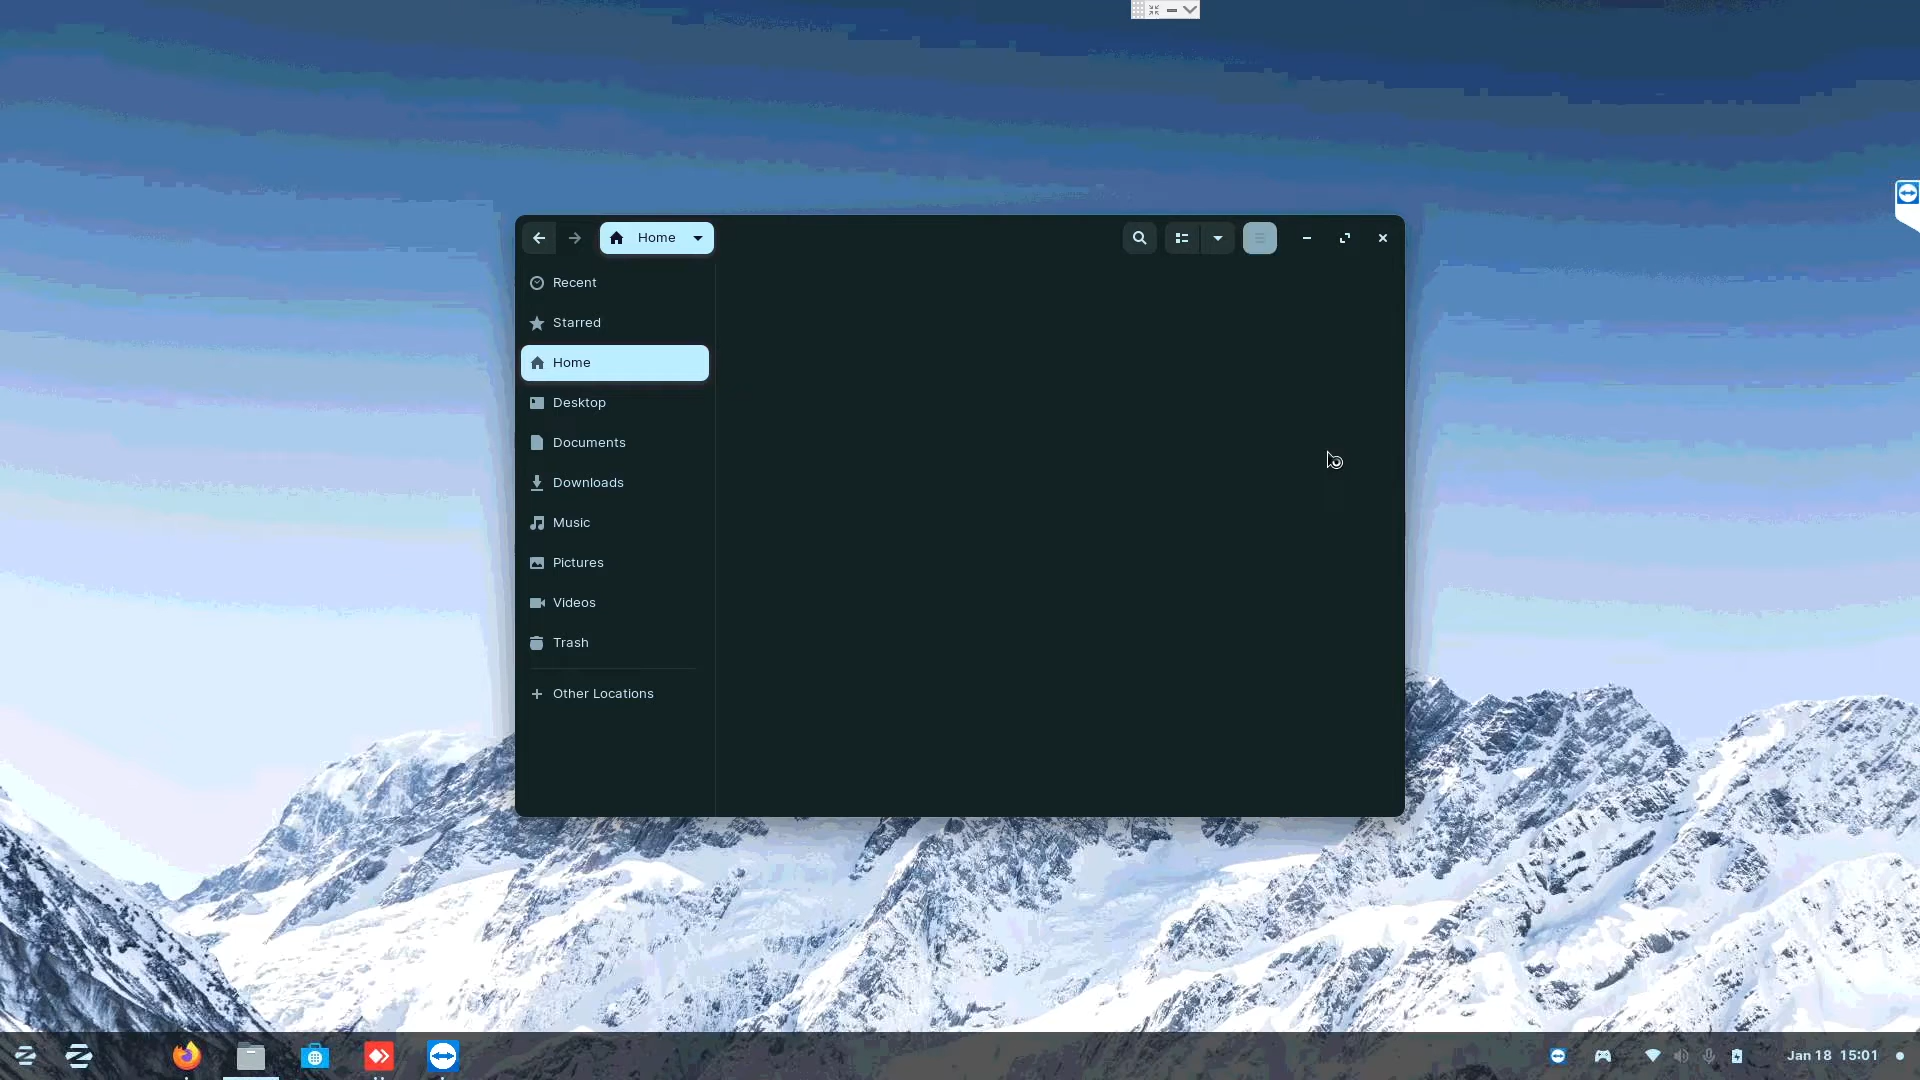 Home
Recent
Starred
Home
Desktop
Documents
Downloads
Music
Pictures
Videos
Trash
Other Locations
Jan 18 15:01